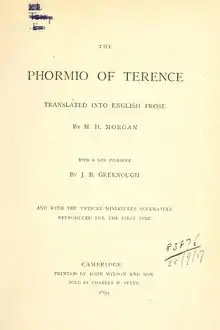 THE
PHORMIO OF TERENCE
TRANSLATED INTO ENGLISH PROSE
BY M. H. MORGAN
WITH A NEW PROLOGUE
BY J. B. GREENOUGH
AND WITH THE VATICAN MINIATURES ACCURATELY
REPRODUCED FOR THE FIRST TIME
CAMBRIDGE
PRINTED BY JOHN WILSON AND SON
SOLD BY CHARLES W. SEVER